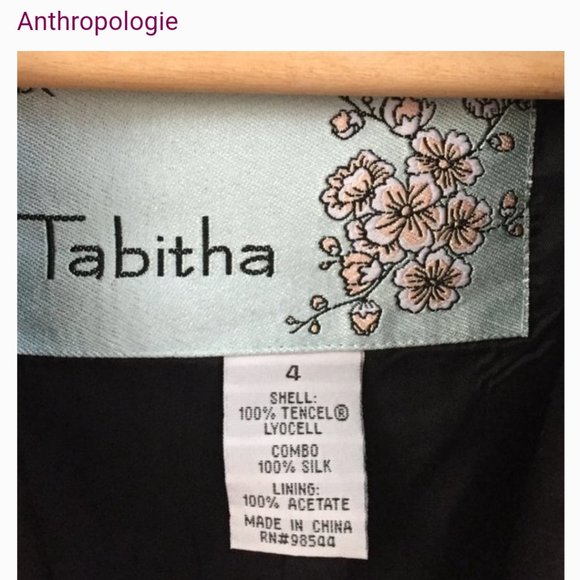 Anthropologie
Tabitha
4
SHELL:
100% TENCEL®
LYOCELL
COMBO
100% SILK
LINING:
100% ACETATE
MADE IN CHINA
RN#98544